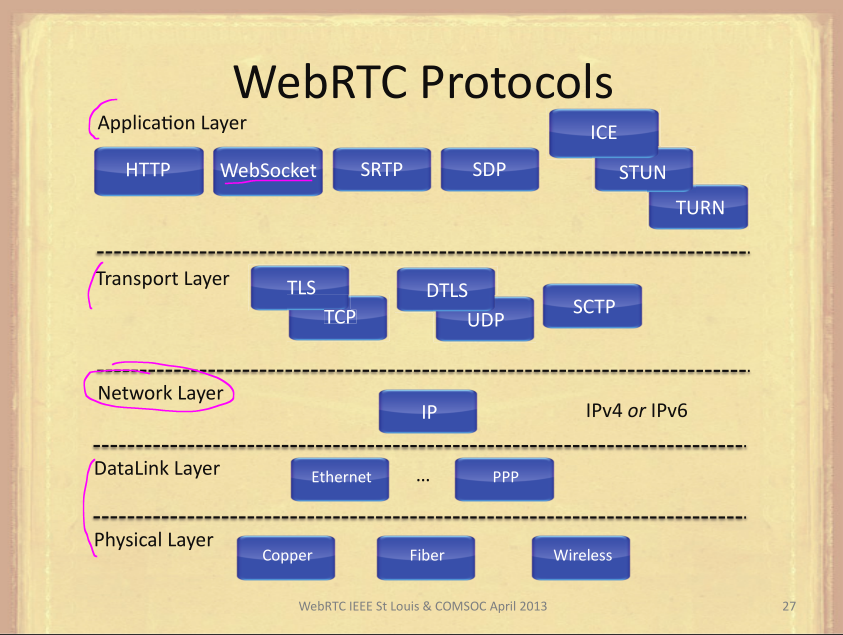 WebRTC Protocols
Application Layer
HTTP
WebSocket
SRTP
SDP
ICE
STUN
TURN
Transport Layer
TLS
TCP
DTLS
UDP
SCTP
Network Layer
IP
IPv4 or IPv6
DataLink Layer
Ethernet
...
PPP
Physical Layer
Copper
Fiber
Wireless
WebRTC IEEE St Louis & COMSOC April 2013
27